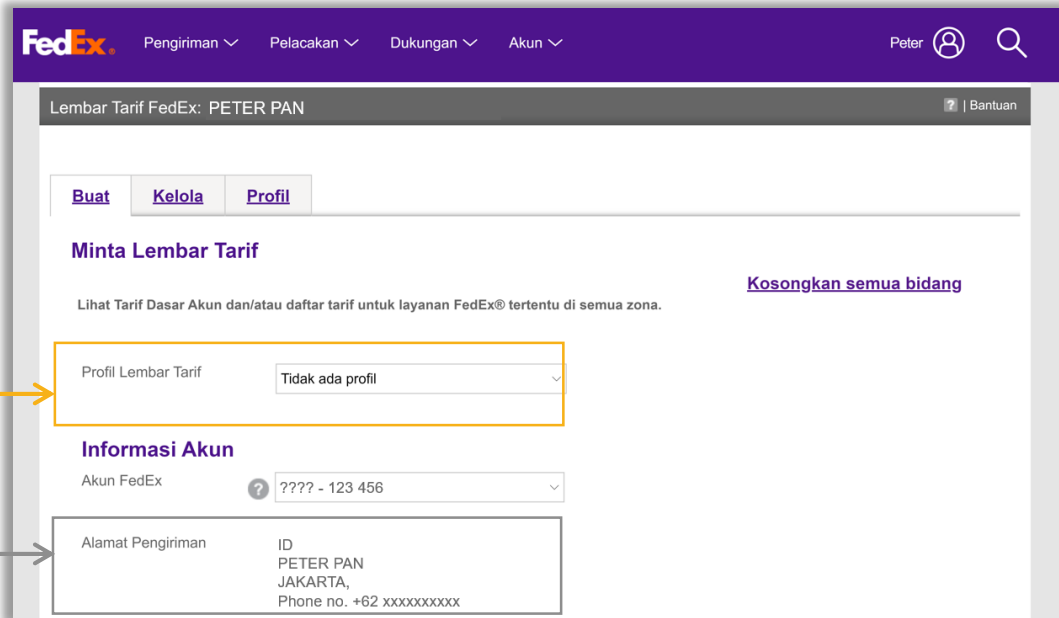 FedEx. Pengiriman Pelacakan Dukungan Akun Peter
Lembar Tarif FedEx: PETER PAN ? | Bantuan
Buat Kelola Profil
Minta Lembar Tarif
Kosongkan semua bidang
Lihat Tarif Dasar Akun dan/atau daftar tarif untuk layanan FedEx® tertentu di semua zona.
Profil Lembar Tarif Tidak ada profil
Informasi Akun
Akun FedEx ? ???? - 123 456
Alamat Pengiriman ID
PETER PAN
JAKARTA,
Phone no. +62 xxxxxxxxxx